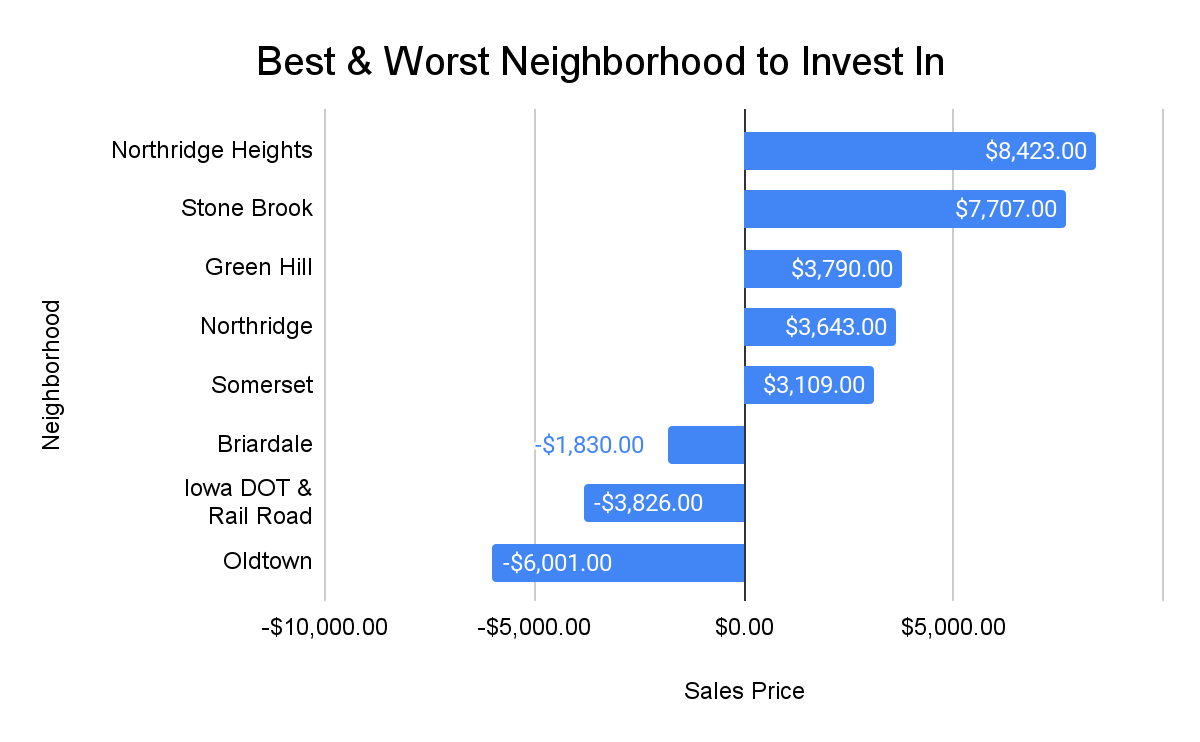 Best & Worst Neighborhood to Invest In
Neighborhood
Northridge Heights
$8,423.00
Stone Brook
$7,707.00
Green Hill
$3,790.00
Northridge
$3,643.00
Somerset
$3,109.00
Briardale
-$1,830.00
Iowa DOT &
Rail Road
-$3,826.00
Oldtown
-$6,001.00
-$10,000.00
-$5,000.00
$0.00
$5,000.00
Sales Price